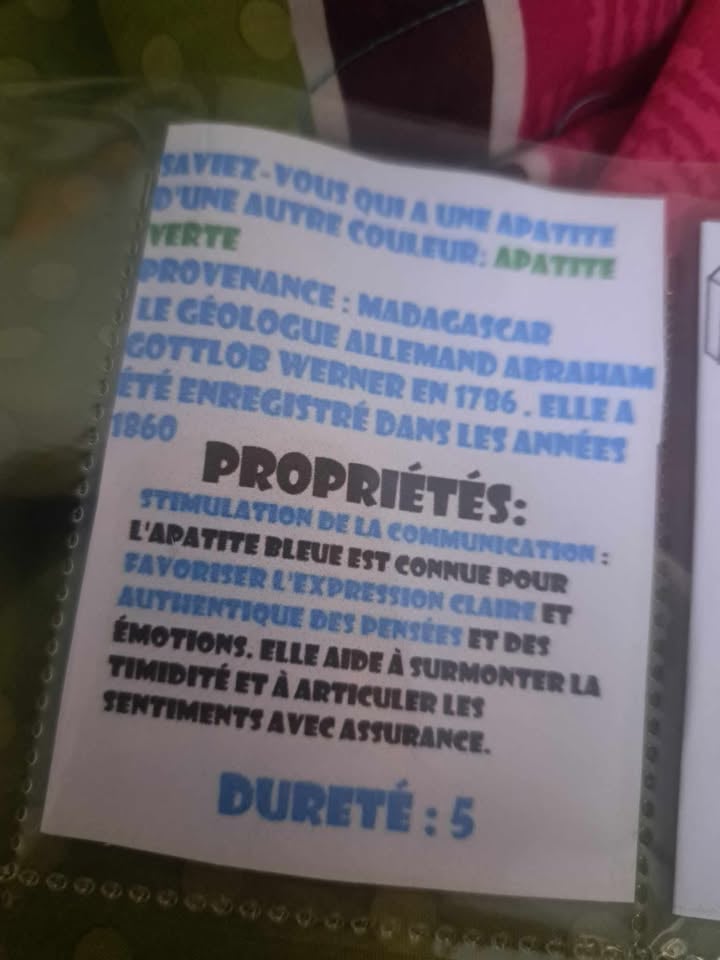 SAVIEZ-VOUS QUI A UNE APATITE
D'UNE AUTRE COULEUR: APATITE
VERTE
PROVENANCE : MADAGASCAR
LE GÉOLOGUE ALLEMAND ABRAHAM
GOTTLOB WERNER EN 1786 . ELLE A
ÉTÉ ENREGISTRÉ DANS LES ANNÉES
1860
PROPRIÉTÉS:
STIMULATION DE LA COMMUNICATION :
L'APATITE BLEUE EST CONNUE POUR
FAVORISER L'EXPRESSION CLAIRE ET
AUTHENTIQUE DES PENSÉES ET DES
ÉMOTIONS. ELLE AIDE À SURMONTER LA
TIMIDITÉ ET À ARTICULER LES
SENTIMENTS AVEC ASSURANCE.
DURETÉ : 5